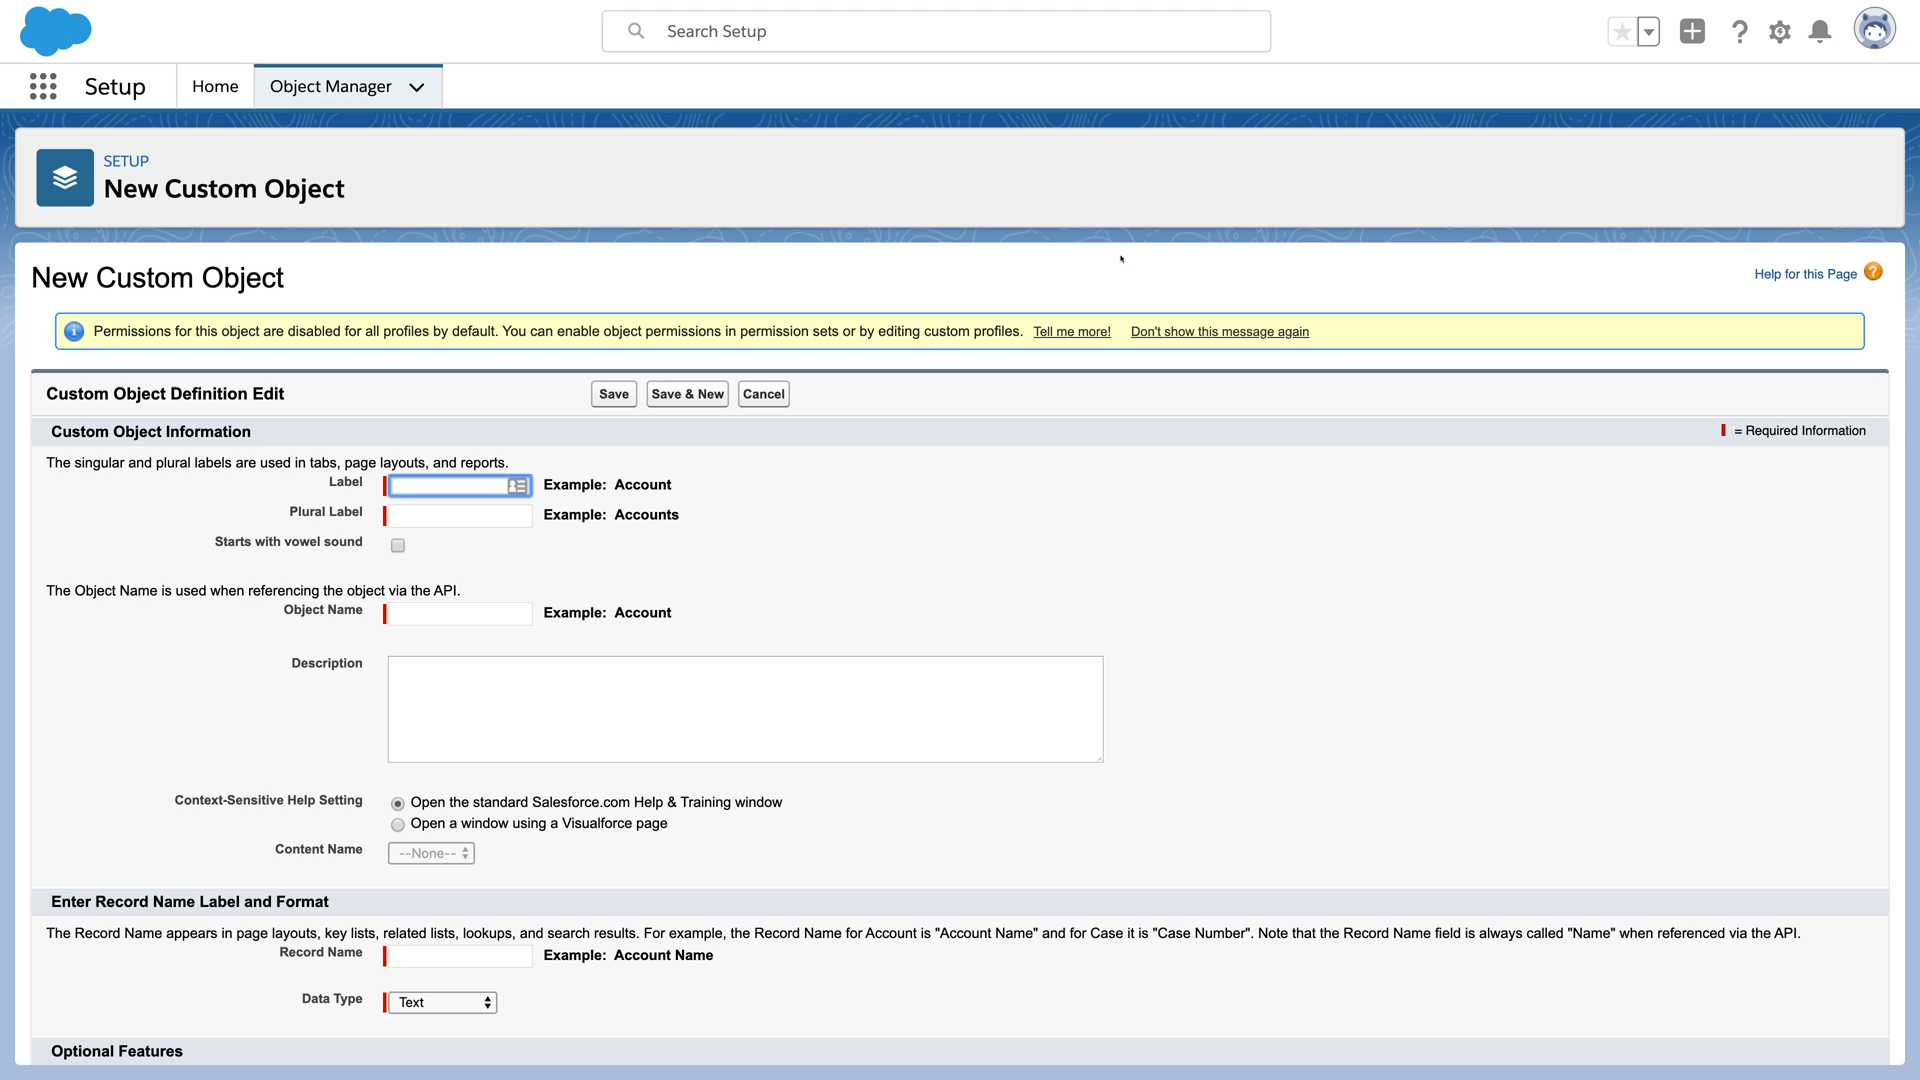 Search Setup
Setup
Home
Object Manager
SETUP
New Custom Object
New Custom Object
Help for this Page
Permissions for this object are disabled for all profiles by default. You can enable object permissions in permission sets or by editing custom profiles. Tell me more! Don't show this message again
Custom Object Definition Edit
Save
Save & New
Cancel
Custom Object Information
= Required Information
The singular and plural labels are used in tabs, page layouts, and reports.
Label
Example: Account
Plural Label
Example: Accounts
Starts with vowel sound
The Object Name is used when referencing the object via the API.
Object Name
Example: Account
Description
Context-Sensitive Help Setting
Open the standard Salesforce.com Help & Training window
Open a window using a Visualforce page
Content Name
--None--
Enter Record Name Label and Format
The Record Name appears in page layouts, key lists, related lists, lookups, and search results. For example, the Record Name for Account is "Account Name" and for Case it is "Case Number". Note that the Record Name field is always called "Name" when referenced via the API.
Record Name
Example: Account Name
Data Type
Text
Optional Features